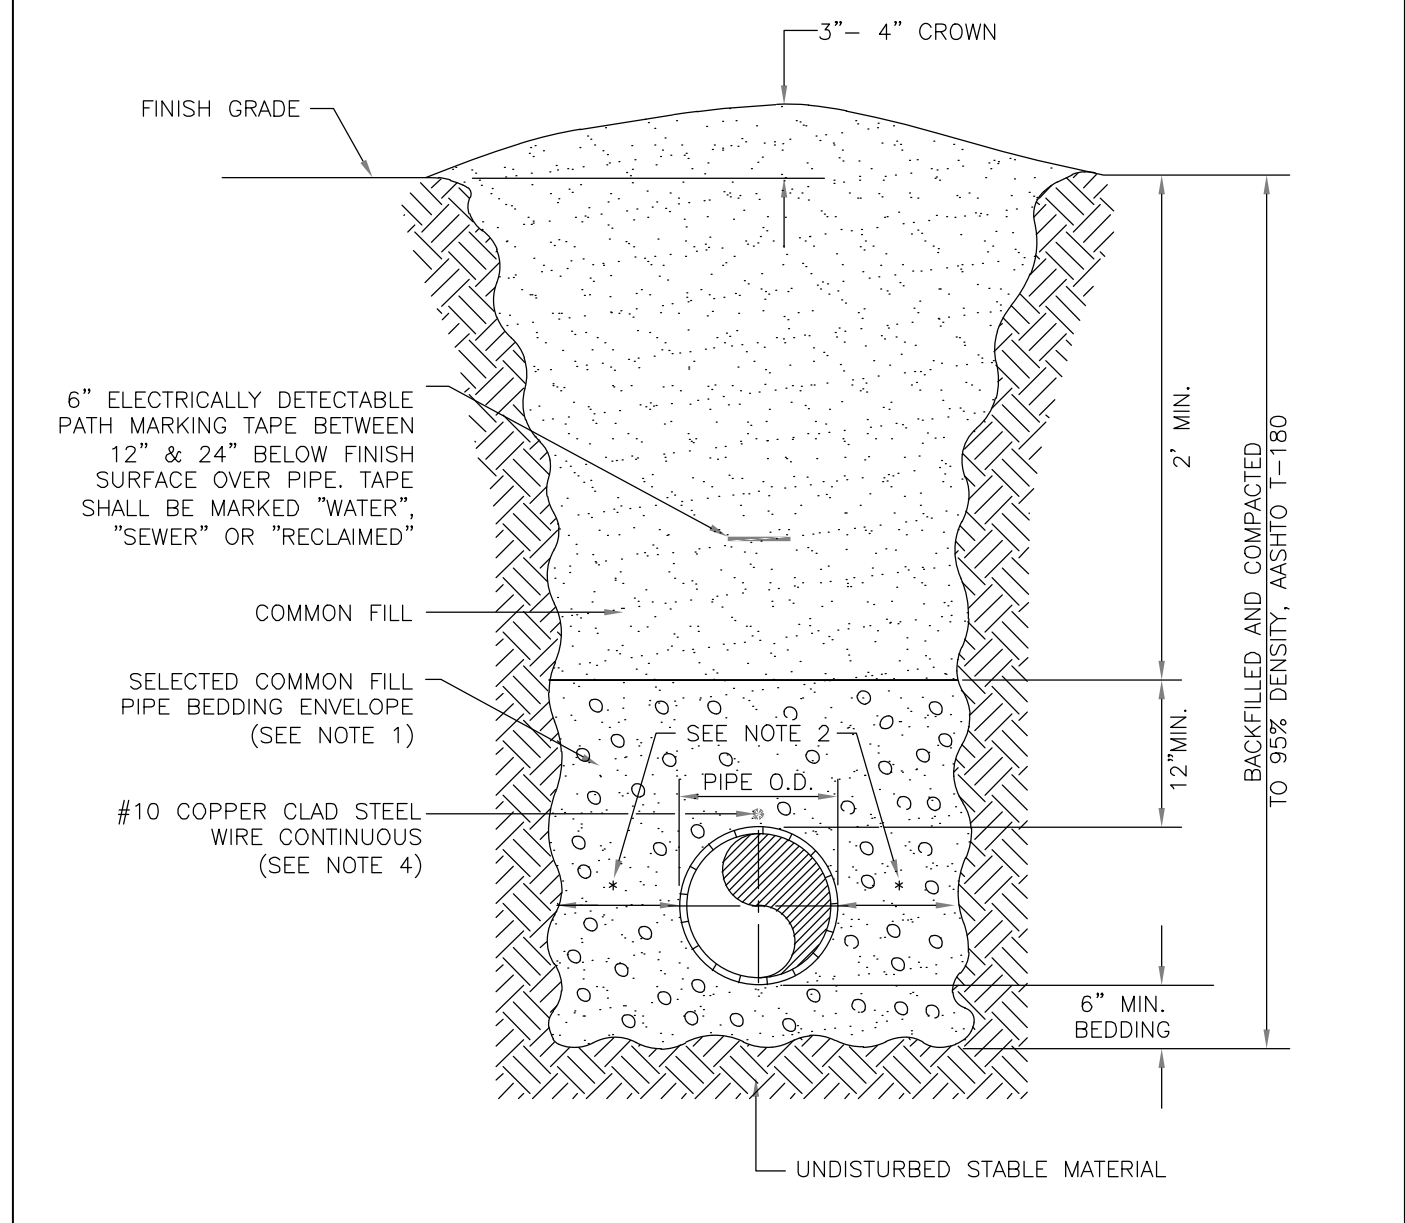 3"– 4" CROWN
FINISH GRADE
6" ELECTRICALLY DETECTABLE
PATH MARKING TAPE BETWEEN
12" & 24" BELOW FINISH
SURFACE OVER PIPE. TAPE
SHALL BE MARKED "WATER",
"SEWER" OR "RECLAIMED"
2' MIN.
BACKFILLED AND COMPACTED
TO 95% DENSITY, AASHTO T-180
COMMON FILL
SELECTED COMMON FILL
PIPE BEDDING ENVELOPE
(SEE NOTE 1)
SEE NOTE 2
12"MIN.
PIPE O.D.
#10 COPPER CLAD STEEL
WIRE CONTINUOUS
(SEE NOTE 4)
* *
6" MIN.
BEDDING
UNDISTURBED STABLE MATERIAL